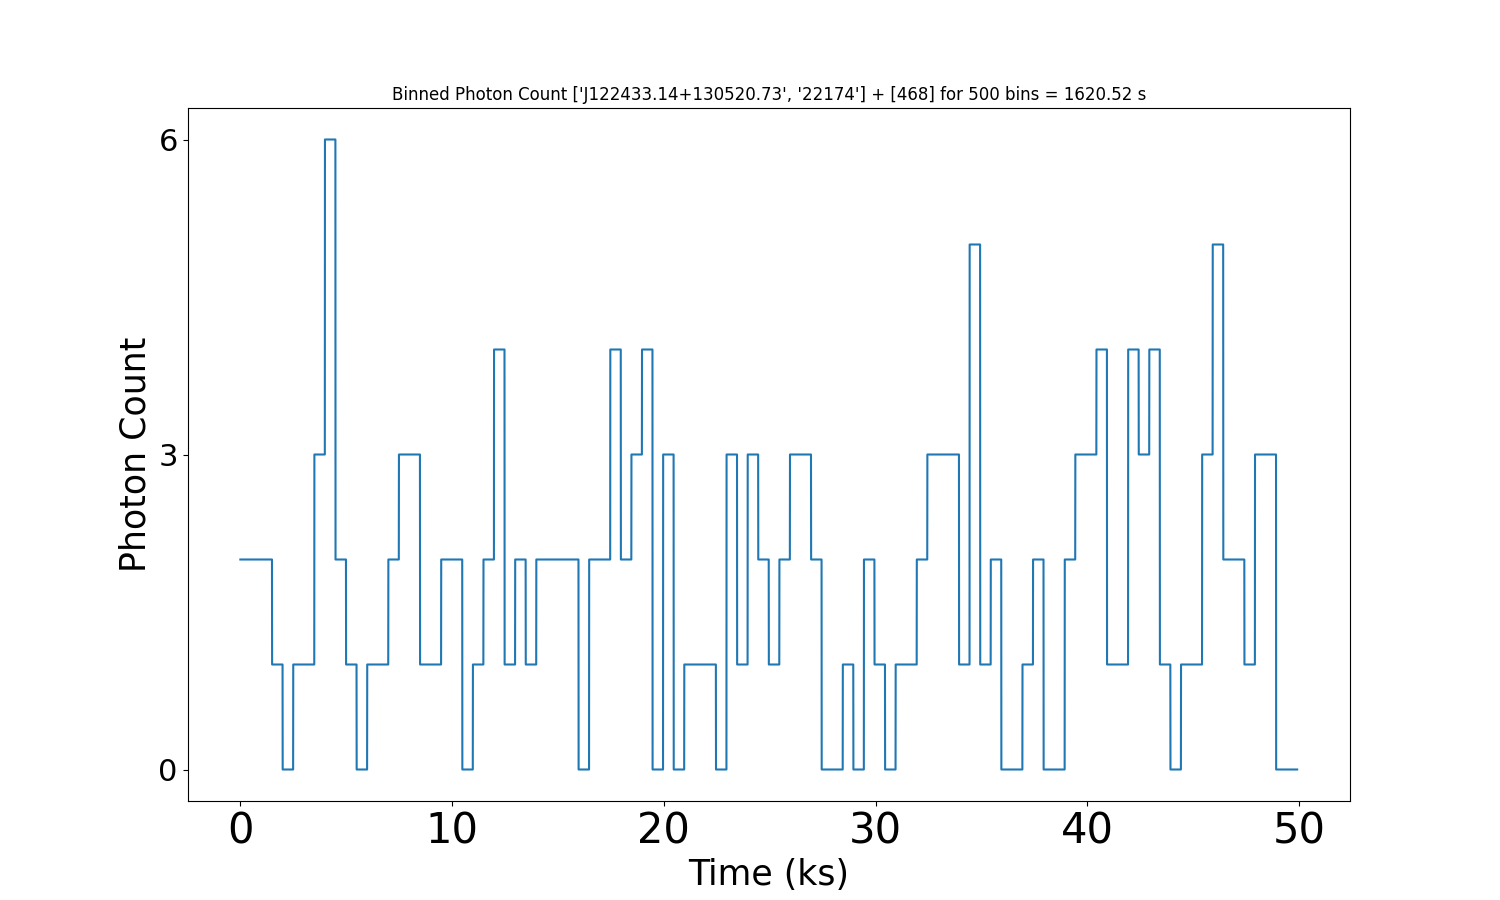 Binned Photon Count ['J122433.14+130520.73', '22174'] + [468] for 500 bins = 1620.52 s
6
3
0
Photon Count
0 10 20 30 40 50
Time (ks)